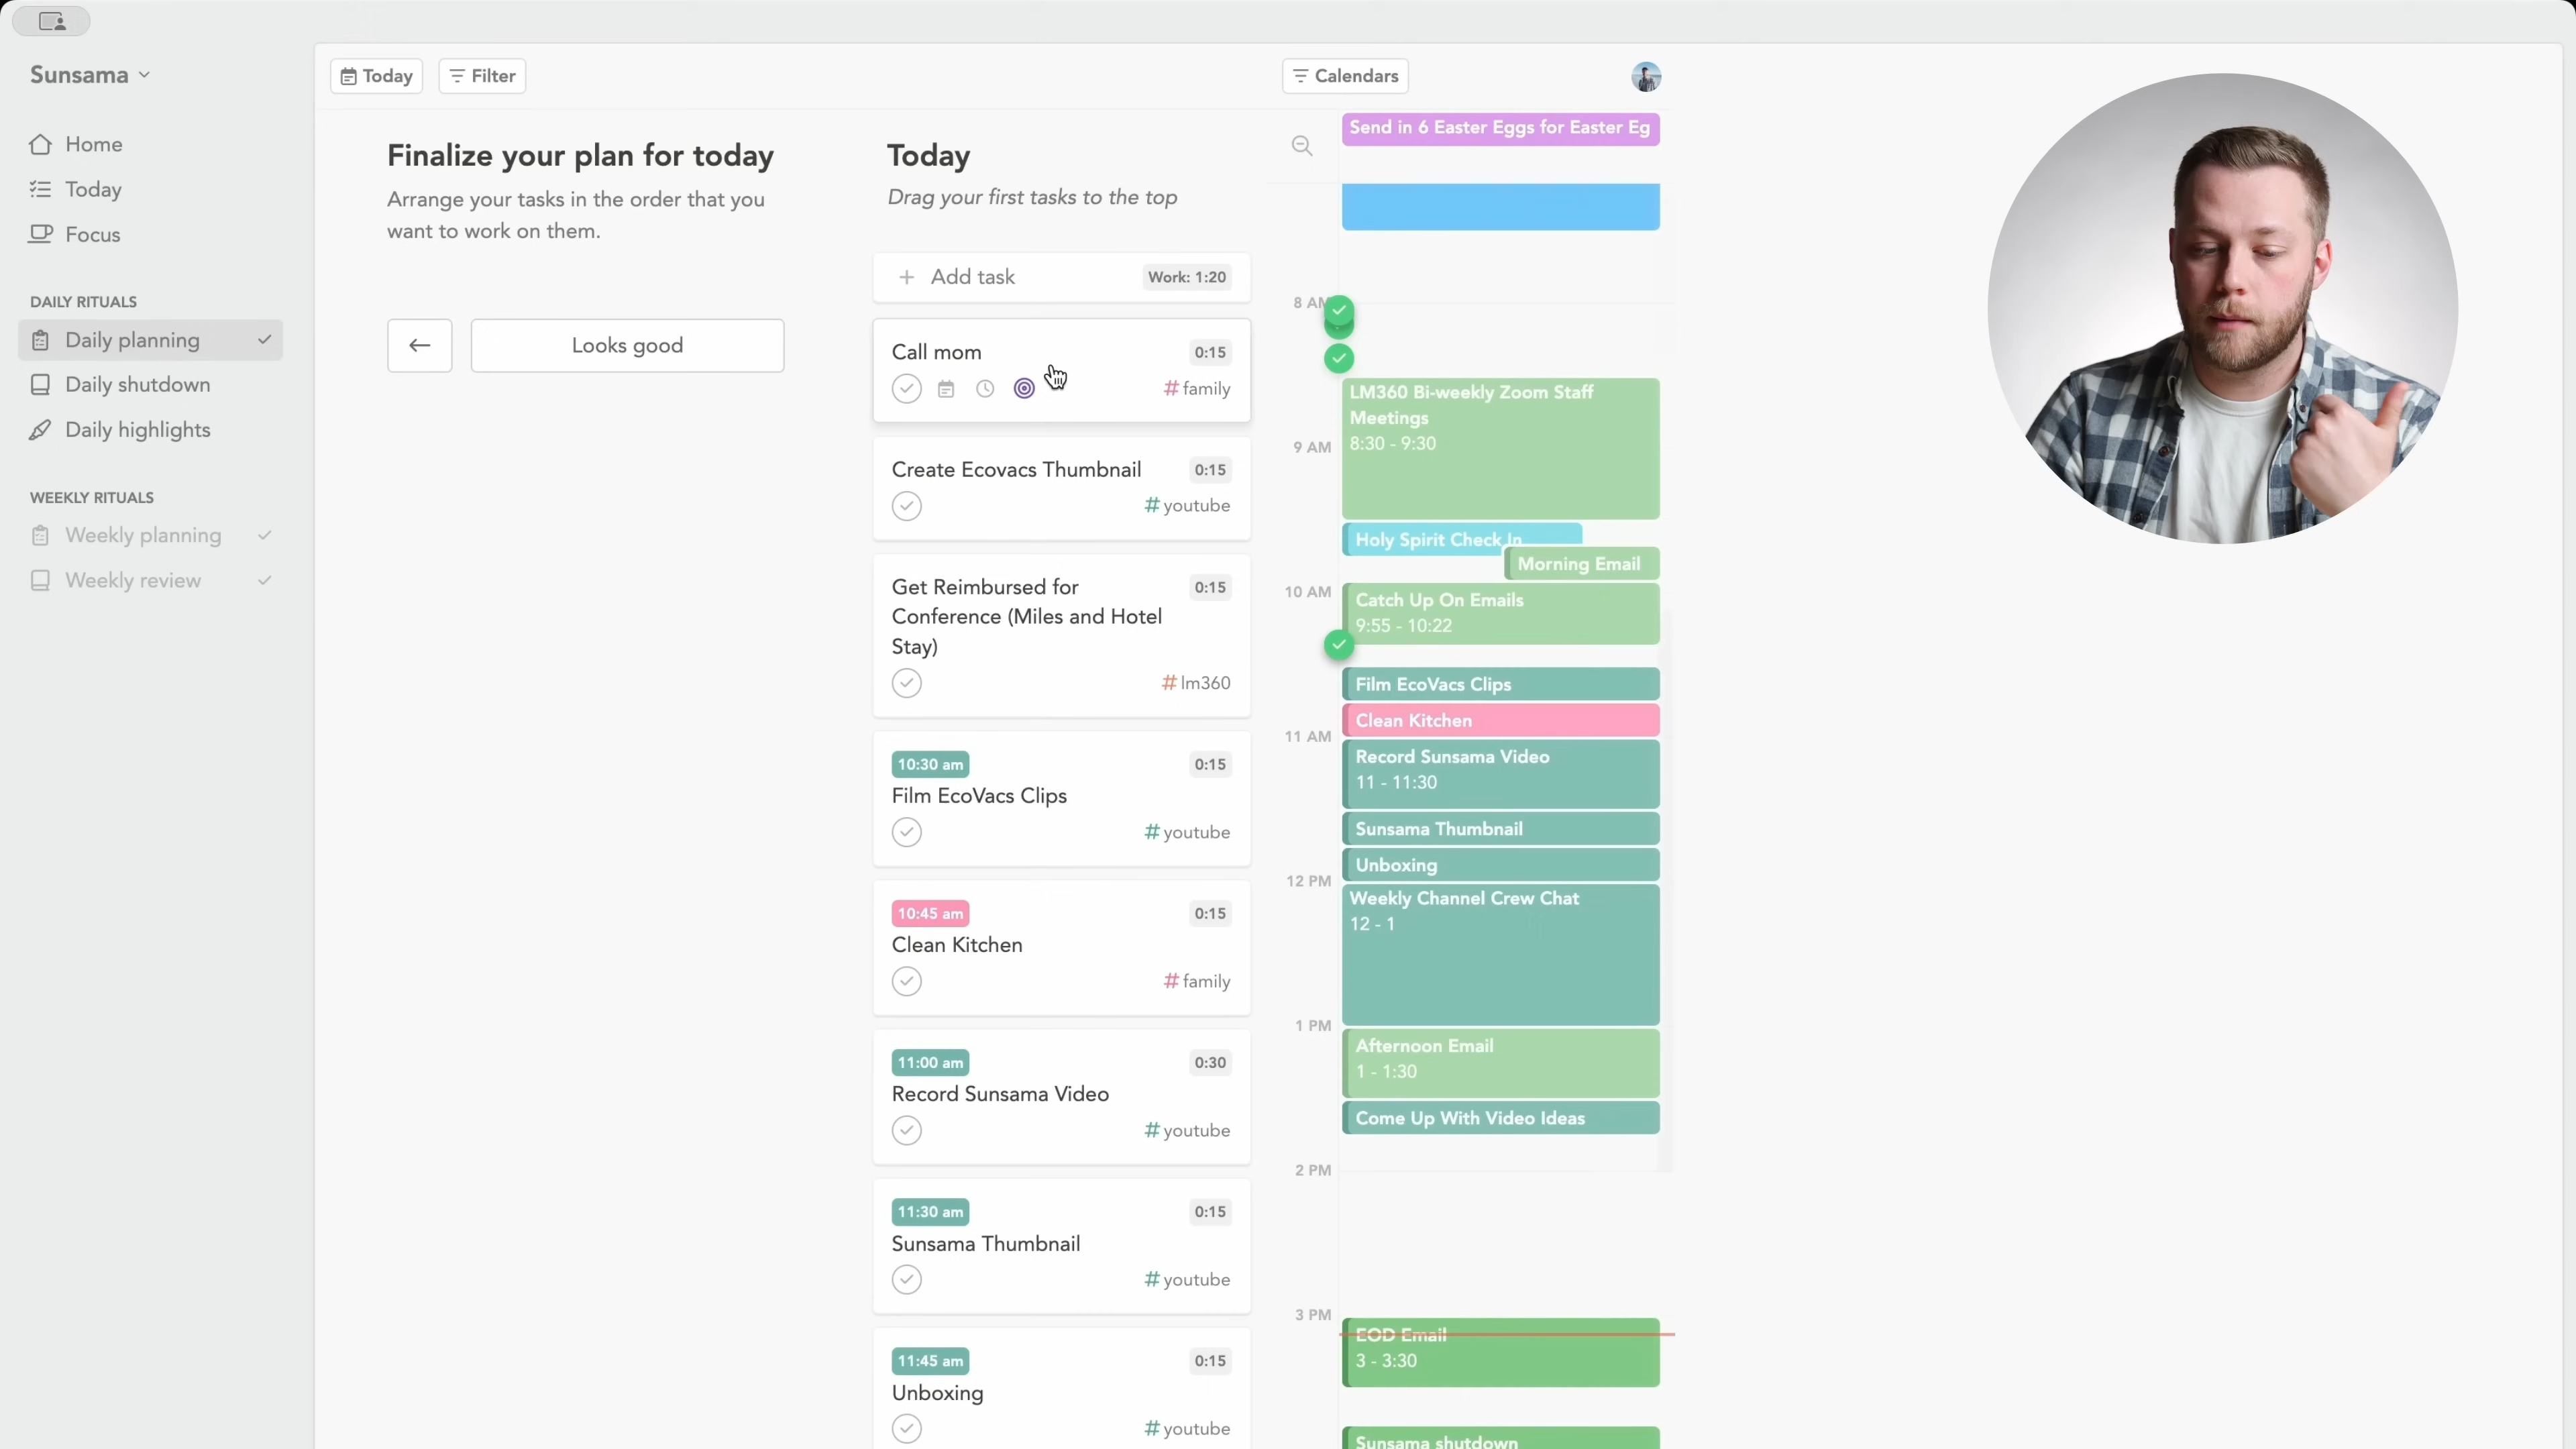 Sunsama
Home
Today
Focus
DAILY RITUALS
Daily planning
Daily shutdown
Daily highlights
WEEKLY RITUALS
Weekly planning
Weekly review
Today
Filter
Finalize your plan for today
Arrange your tasks in the order that you
want to work on them.
Looks good
Today
Drag your first tasks to the top
Add task
Work: 1:20
Call mom
0:15
# family
Create Ecovacs Thumbnail
0:15
# youtube
Get Reimbursed for
0:15
Conference (Miles and Hotel
Stay)
# lm360
10:30 am
0:15
Film EcoVacs Clips
# youtube
10:45 am
0:15
Clean Kitchen
# family
11:00 am
0:30
Record Sunsama Video
# youtube
11:30 am
0:15
Sunsama Thumbnail
# youtube
11:45 am
0:15
Unboxing
# youtube
Calendars
Send in 6 Easter Eggs for Easter Eg
8 AM
LM360 Bi-weekly Zoom Staff
Meetings
8:30 - 9:30
9 AM
Holy Spirit Check In
Morning Email
10 AM
Catch Up On Emails
9:55 - 10:22
Film EcoVacs Clips
Clean Kitchen
11 AM
Record Sunsama Video
11 - 11:30
Sunsama Thumbnail
Unboxing
12 PM
Weekly Channel Crew Chat
12 - 1
1 PM
Afternoon Email
1 - 1:30
Come Up With Video Ideas
2 PM
3 PM
EOD Email
3 - 3:30
Sunsama shutdown